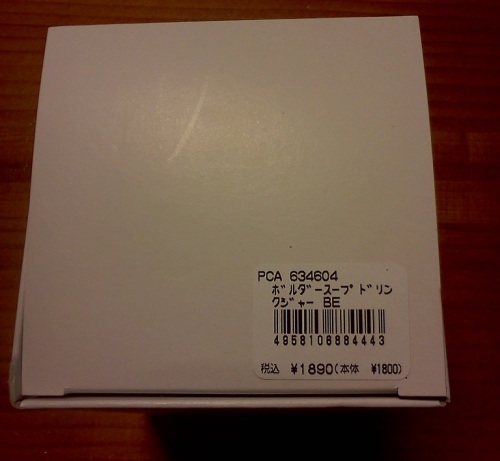 PCA 634604
ボルダースープドリン
クジャー BE
4958108884443
税込 ¥1890(本体 ¥1800)